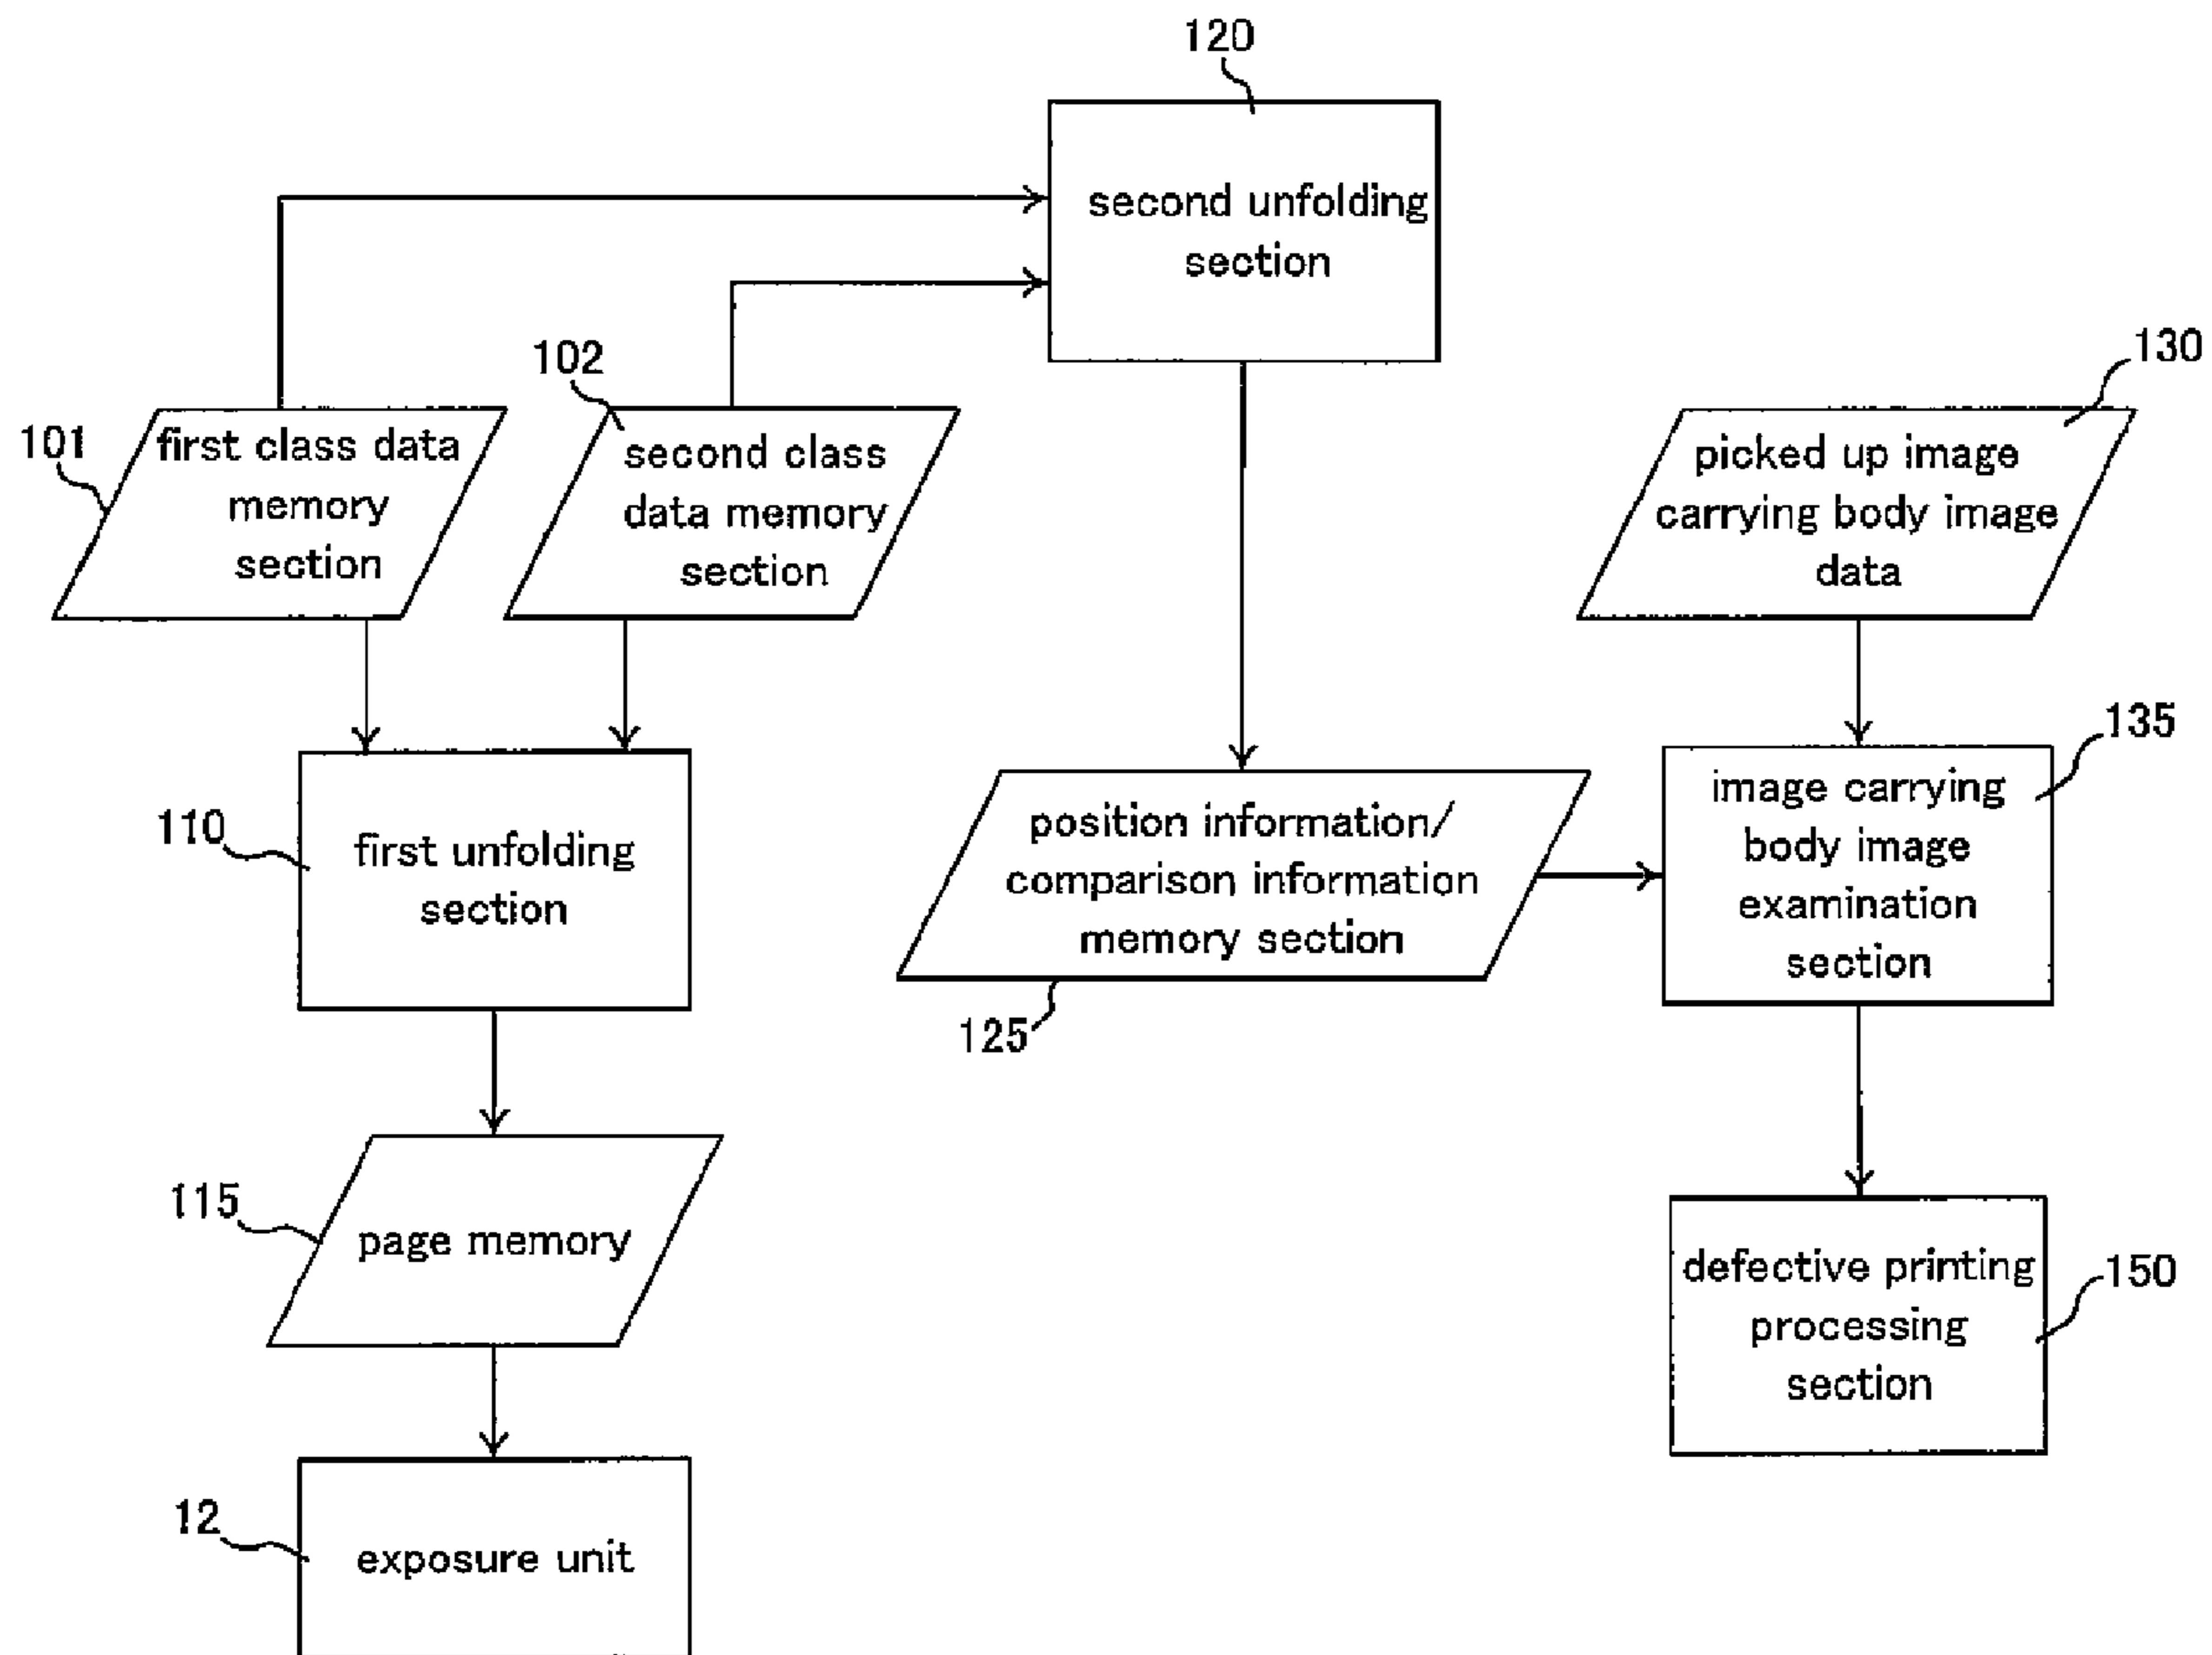 120
second unfolding
section
102
130
101
first class data
memory
section
second class
data memory
section
picked up image
carrying body image
data
135
110
first unfolding
section
position information/
comparison information
memory section
125
image carrying
body image
examination
section
115
page memory
defective printing
processing
section
150
12
exposure unit